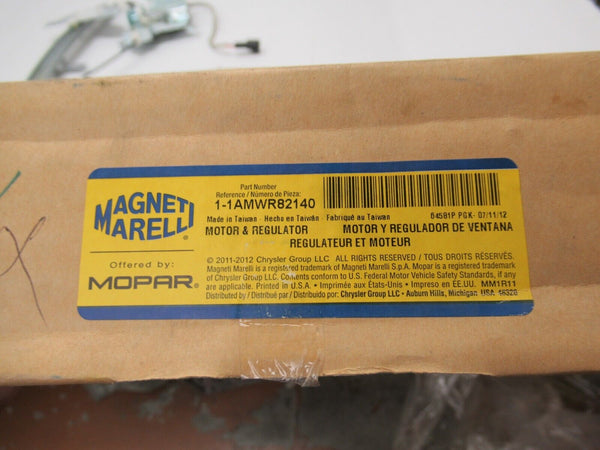 MAGNETI
MARELLI
Offered by:
MOPAR®
Part Number
Reference / Número de Pieza:
1-1AMWR82140
Made in Taiwan - Hecho en Taiwán - Fabriqué au Taiwan
04581P PGK- 07/11/12
MOTOR & REGULATOR
MOTOR Y REGULADOR DE VENTANA
REGULATEUR ET MOTEUR
© 2011-2012 Chrysler Group LLC ALL RIGHTS RESERVED / TOUS DROITS RÉSERVÉS.
Magneti Marelli is a registered trademark of Magneti Marelli S.p.A. Mopar is a registered trademark
of Chrysler Group LLC. Contents conform to U.S. Federal Motor Vehicle Safety Standards, if any
are applicable. Printed in U.S.A. • Imprimée aux États-Unis • Impreso en EE.UU. MM1R11
Distributed by / Distribué par / Distribuido por: Chrysler Group LLC • Auburn Hills, Michigan USA 48326